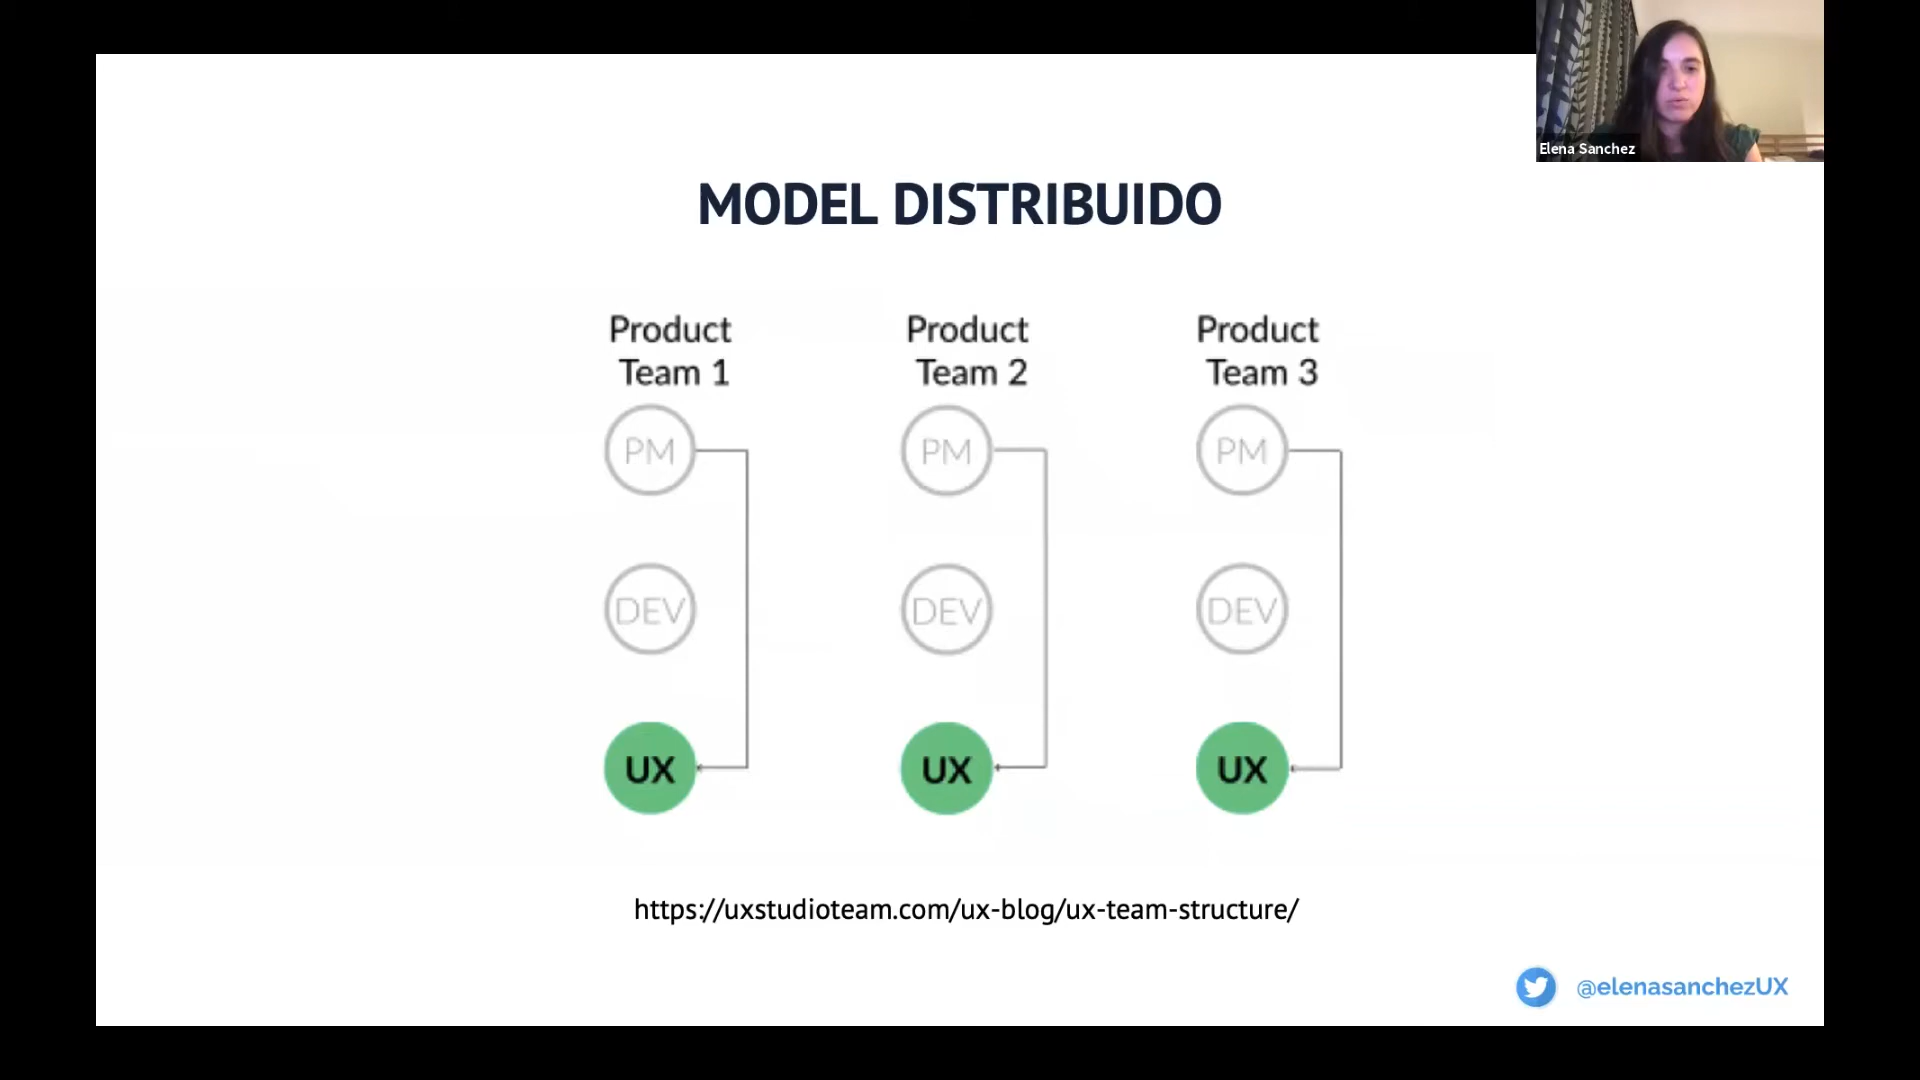 Elena Sanchez
MODEL DISTRIBUIDO
Product
Team 1
Product
Team 2
Product
Team 3
PM
PM
PM
DEV
DEV
DEV
UX
UX
UX
https://uxstudioteam.com/ux-blog/ux-team-structure/
@elenasanchezUX